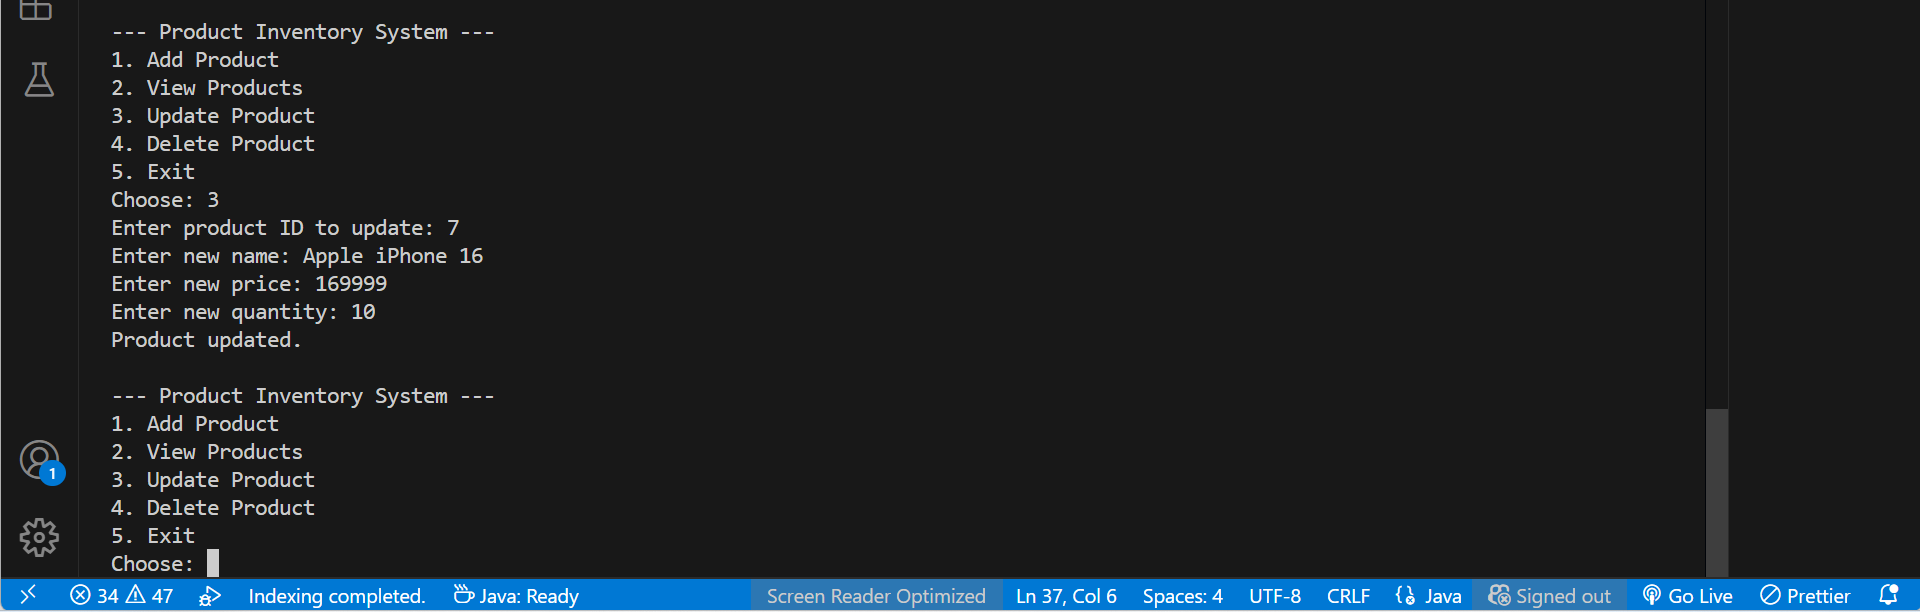 --- Product Inventory System ---
1. Add Product
2. View Products
3. Update Product
4. Delete Product
5. Exit
Choose: 3
Enter product ID to update: 7
Enter new name: Apple iPhone 16
Enter new price: 169999
Enter new quantity: 10
Product updated.
--- Product Inventory System ---
1. Add Product
2. View Products
3. Update Product
4. Delete Product
5. Exit
Choose:
1
34 47 Indexing completed. Java: Ready Screen Reader Optimized Ln 37, Col 6 Spaces: 4 UTF-8 CRLF Java Signed out Go Live Prettier